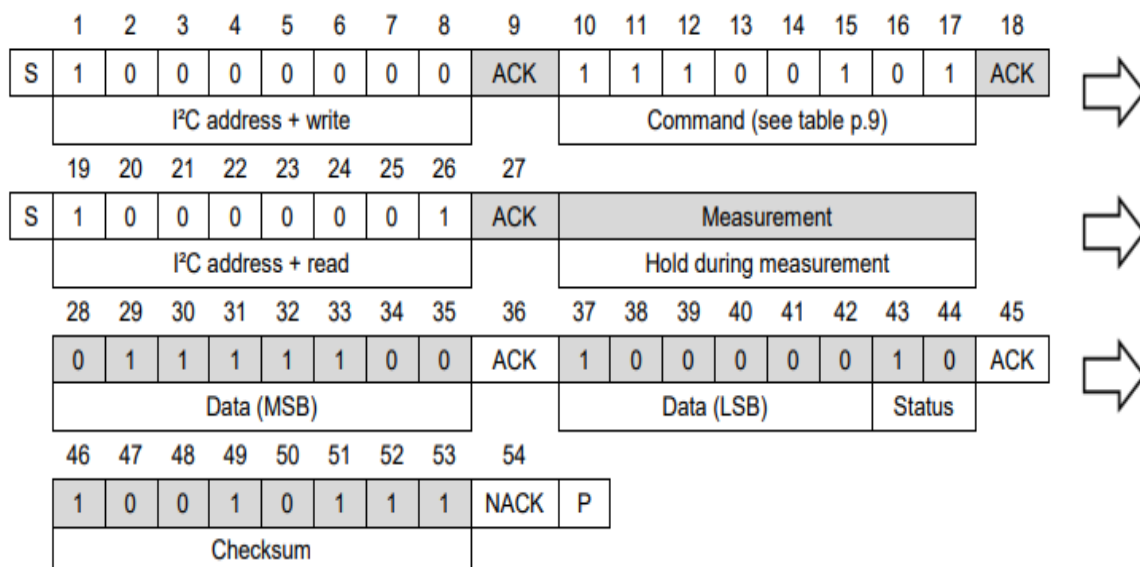 1 2 3 4 5 6 7 8 9 10 11 12 13 14 15 16 17 18
S 1 0 0 0 0 0 0 0 ACK 1 1 1 0 0 1 0 1 ACK
I²C address + write Command (see table p.9)
19 20 21 22 23 24 25 26 27
S 1 0 0 0 0 0 0 1 ACK Measurement
I²C address + read Hold during measurement
28 29 30 31 32 33 34 35 36 37 38 39 40 41 42 43 44 45
0 1 1 1 1 1 0 0 ACK 1 0 0 0 0 0 1 0 ACK
Data (MSB) Data (LSB) Status
46 47 48 49 50 51 52 53 54
1 0 0 1 0 1 1 1 NACK P
Checksum